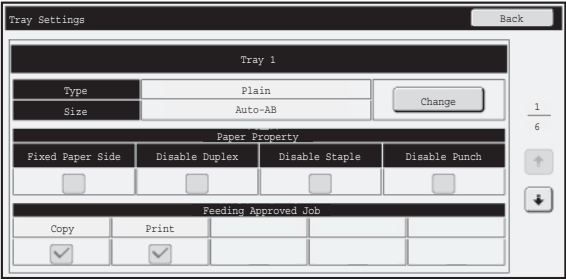 Tray Settings Back
Tray 1
Type Plain
Size Auto-AB
Change
1
6
Paper Property
Fixed Paper Side Disable Duplex Disable Staple Disable Punch
Feeding Approved Job
Copy Print